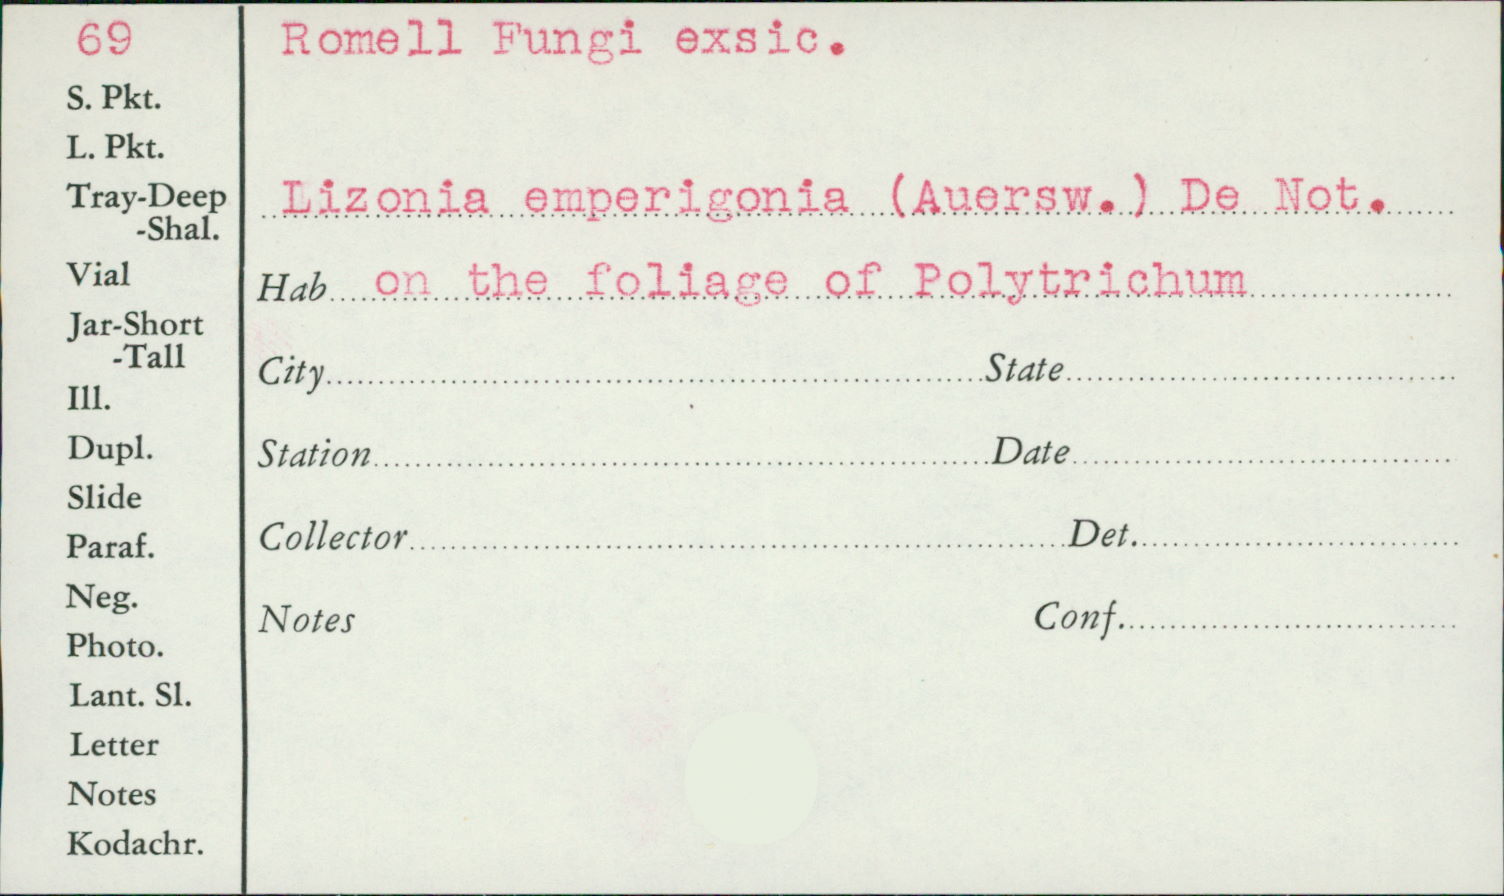 69
Romell Fungi exsic.
S. Pkt.
L. Pkt.
Tray-Deep
-Shal.
Lizonia emperigonia (Auersw.) De Not.
Vial
Hab on the foliage of Polytrichum
Jar-Short
-Tall
City State
Ill.
Dupl.
Station Date
Slide
Paraf.
Collector Det.
Neg.
Notes Conf.
Photo.
Lant. Sl.
Letter
Notes
Kodachr.